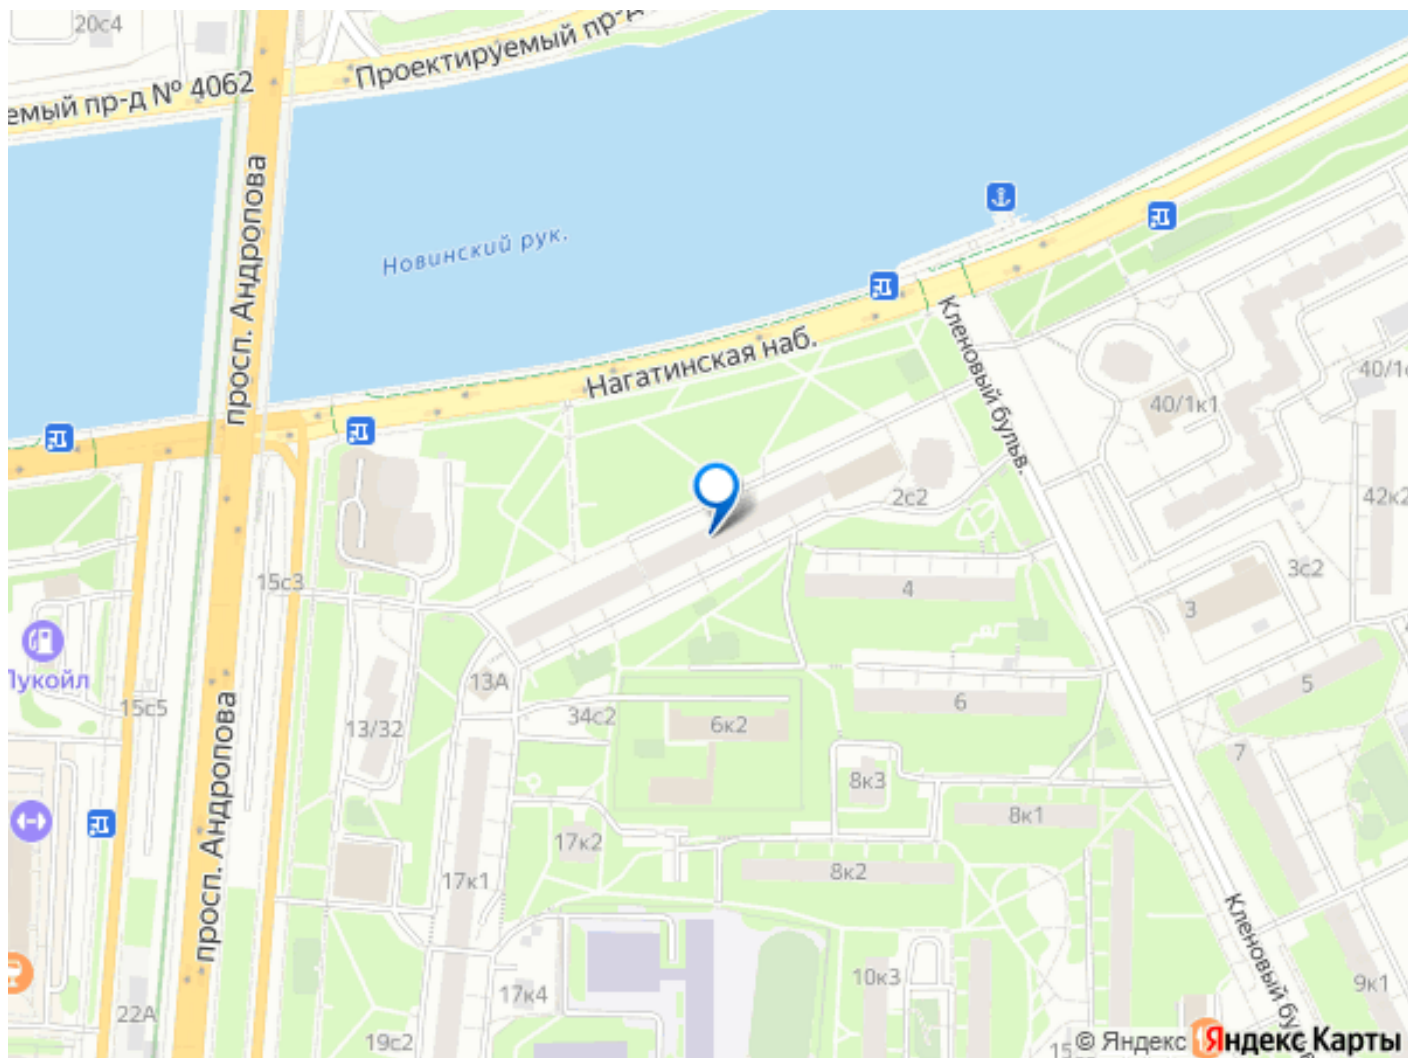 20с4
Проектируемый пр-д
емый пр-д № 4062
просп. Андропова
Новинский рук.
Нагатинская наб.
Кленовый бульв.
40/1к1
40/1к
42к2
2с2
15с3
4
3с2
3
Лукойл
13А
6
5
15с5
34с2
13/32
6к2
7
8к3
просп. Андропова
8к1
17к2
8к2
17к1
Кленовый бульв.
10к3
9к1
17к4
22А
19с2
© Яндекс
Яндекс Карты